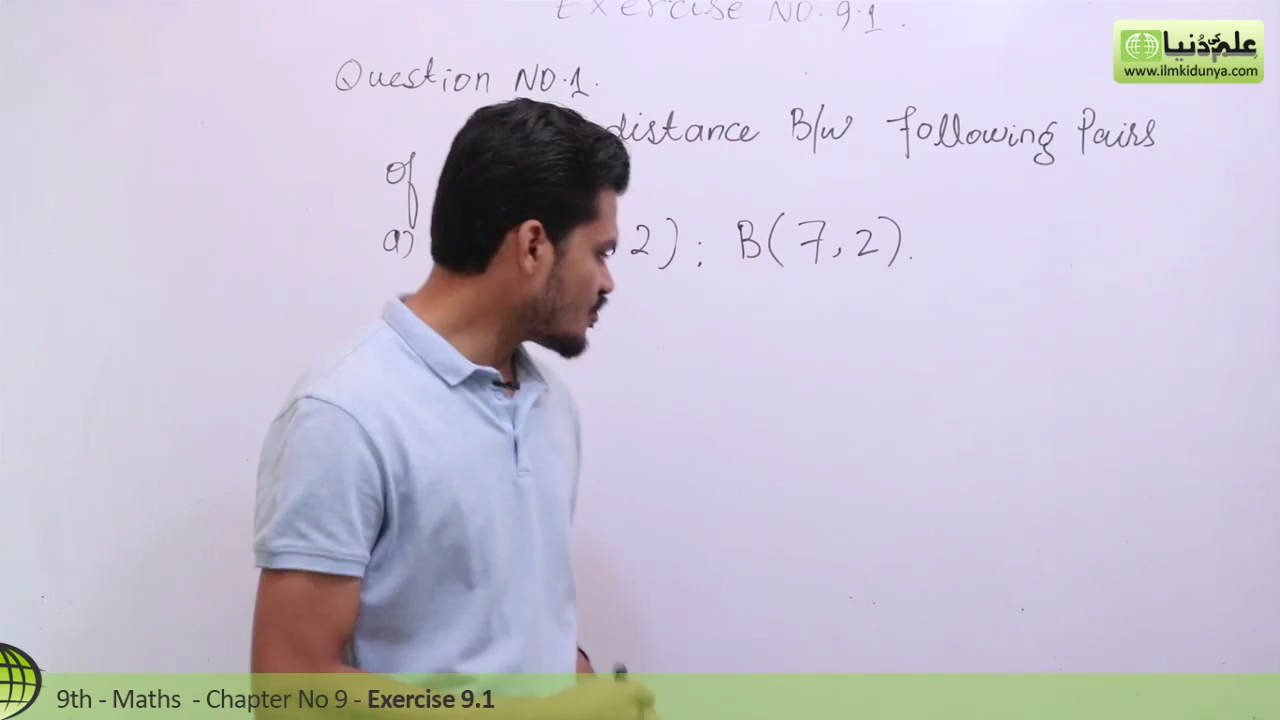 Exercise NO. 9.1.
علم کی دُنیا
www.ilmkidunya.com
Question NO.1.
distance B/w following Pairs
of
a) 2) ; B(7,2).
9th - Maths - Chapter No 9 - Exercise 9.1